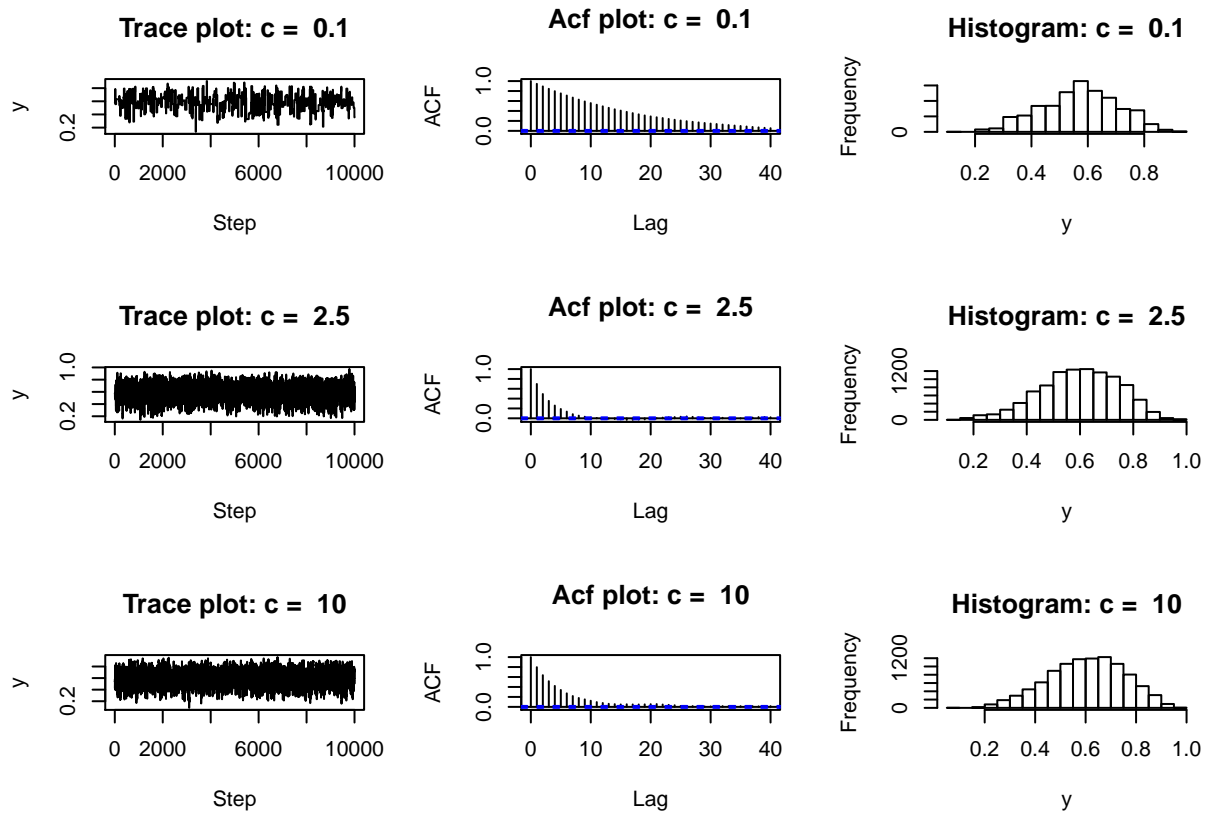 Trace plot: c = 0.1
y
0.2
0 2000 6000 10000
Step
Acf plot: c = 0.1
ACF
0.0 1.0
0 10 20 30 40
Lag
Histogram: c = 0.1
Frequency
0
0.2 0.4 0.6 0.8
y
Trace plot: c = 2.5
y
0.2 1.0
0 2000 6000 10000
Step
Acf plot: c = 2.5
ACF
0.0 1.0
0 10 20 30 40
Lag
Histogram: c = 2.5
Frequency
0 1200
0.2 0.4 0.6 0.8 1.0
y
Trace plot: c = 10
y
0.2
0 2000 6000 10000
Step
Acf plot: c = 10
ACF
0.0 1.0
0 10 20 30 40
Lag
Histogram: c = 10
Frequency
0 1200
0.2 0.4 0.6 0.8 1.0
y